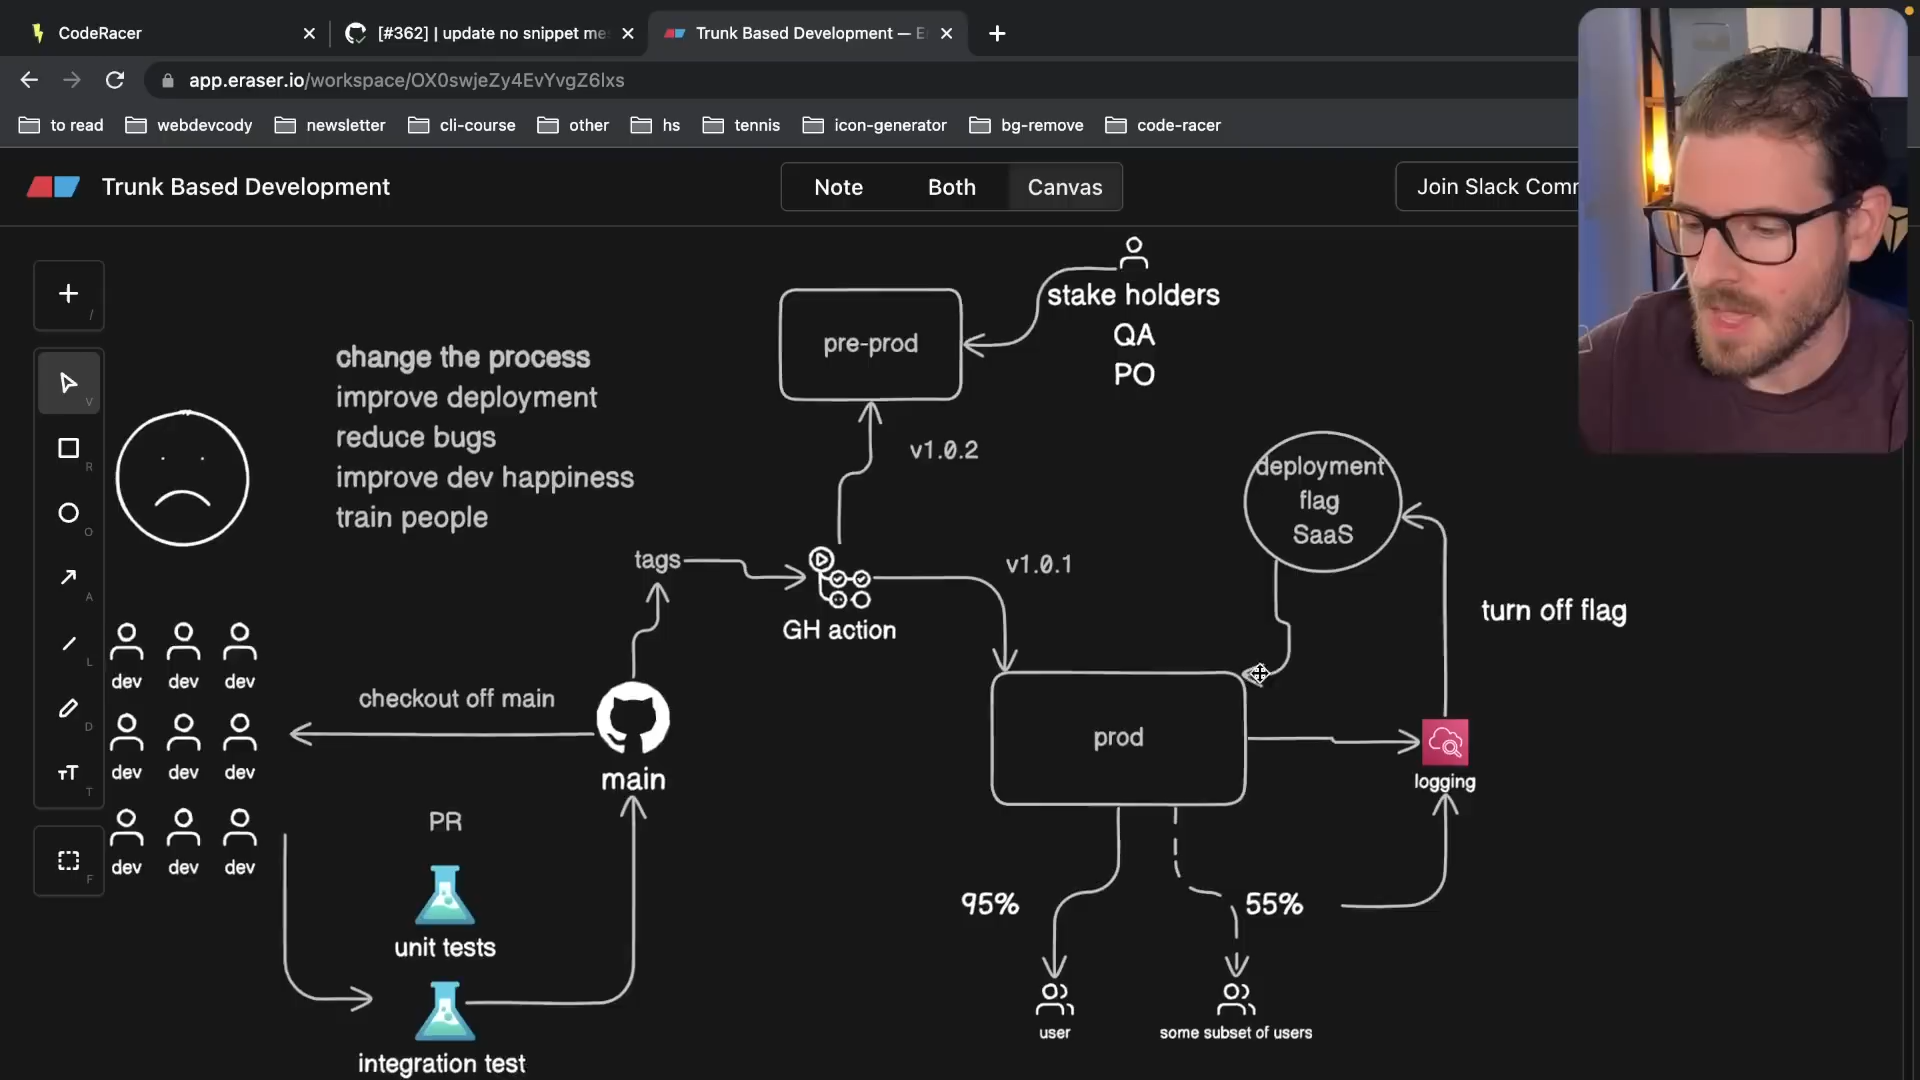 CodeRacer
[#362] | update no snippet me
Trunk Based Development — E
app.eraser.io/workspace/OX0swjeZy4EvYvgZ6lxs
to read
webdevcody
newsletter
cli-course
other
hs
tennis
icon-generator
bg-remove
code-racer
Trunk Based Development
Note
Both
Canvas
Join Slack Comm
/
V
R
O
A
L
D
T
F
change the process
improve deployment
reduce bugs
improve dev happiness
train people
pre-prod
stake holders
QA
PO
v1.0.2
deployment
flag
SaaS
tags
v1.0.1
GH action
turn off flag
dev dev dev
checkout off main
prod
dev dev dev
main
logging
PR
dev dev dev
95%
55%
unit tests
user
some subset of users
integration test